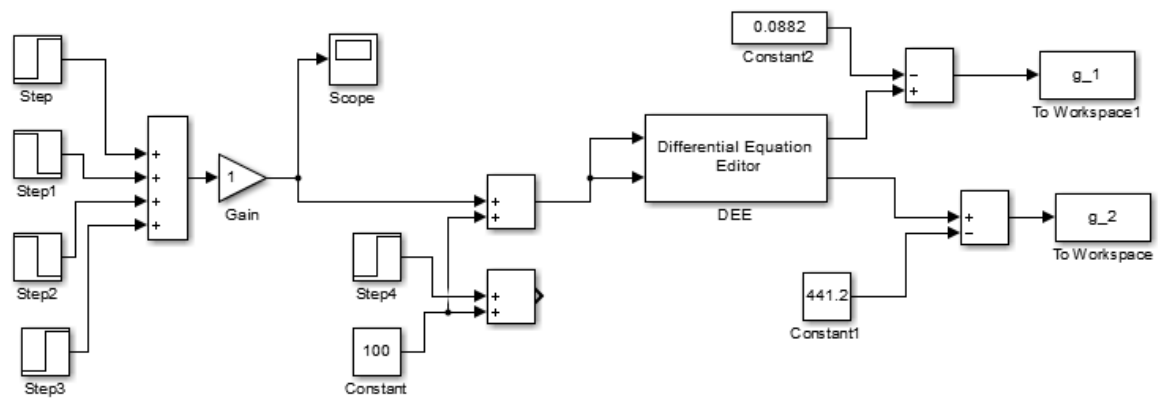 Step
Step1
Step2
Step3
+
+
+
+
1
Gain
Scope
+
+
Step4
100
Constant
+
+
Differential Equation
Editor
DEE
0.0882
Constant2
−
+
g_1
To Workspace1
+
−
g_2
To Workspace
441.2
Constant1